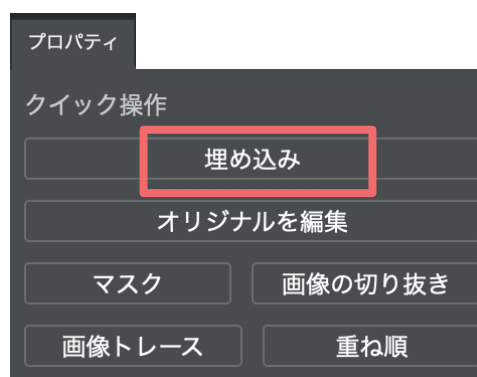 プロパティ
クイック操作
埋め込み
オリジナルを編集
マスク 画像の切り抜き
画像トレース 重ね順